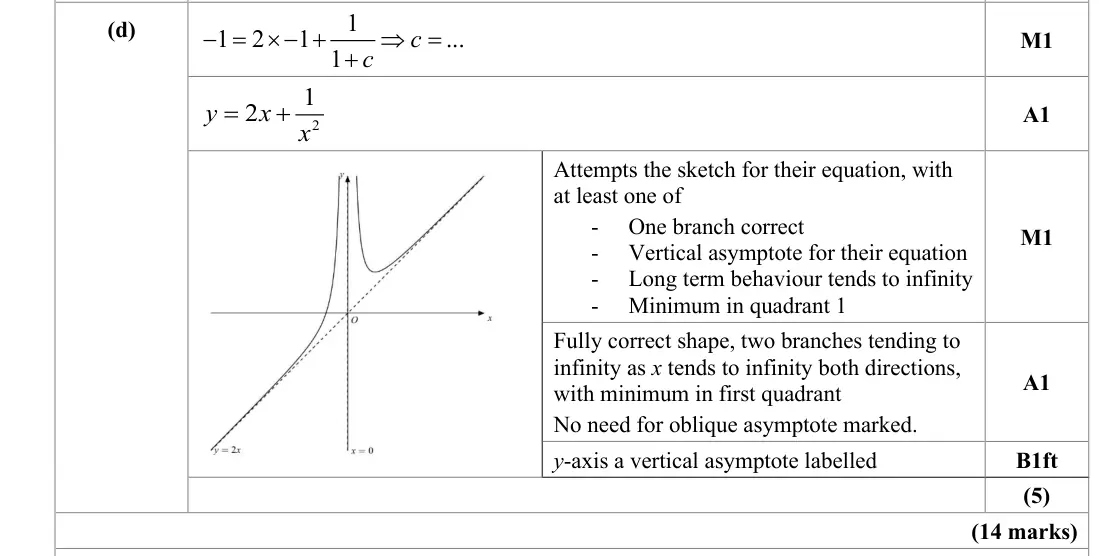 (d)
−1 = 2 × −1 + 1/(1 + c) ⇒ c = ...
M1
y = 2x + 1/x²
A1
y
O
x
y = 2x
x = 0
Attempts the sketch for their equation, with
at least one of
- One branch correct
- Vertical asymptote for their equation
- Long term behaviour tends to infinity
- Minimum in quadrant 1
M1
Fully correct shape, two branches tending to
infinity as x tends to infinity both directions,
with minimum in first quadrant
No need for oblique asymptote marked.
A1
y-axis a vertical asymptote labelled
B1ft
(5)
(14 marks)